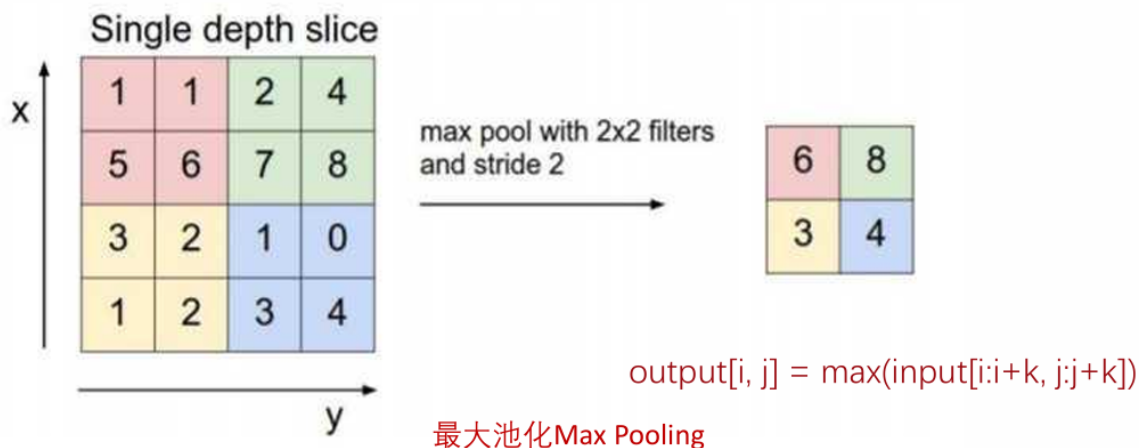 Single depth slice
x
1 1 2 4
5 6 7 8
3 2 1 0
1 2 3 4
y
max pool with 2x2 filters
and stride 2
6 8
3 4
output[i, j] = max(input[i:i+k, j:j+k])
最大池化Max Pooling